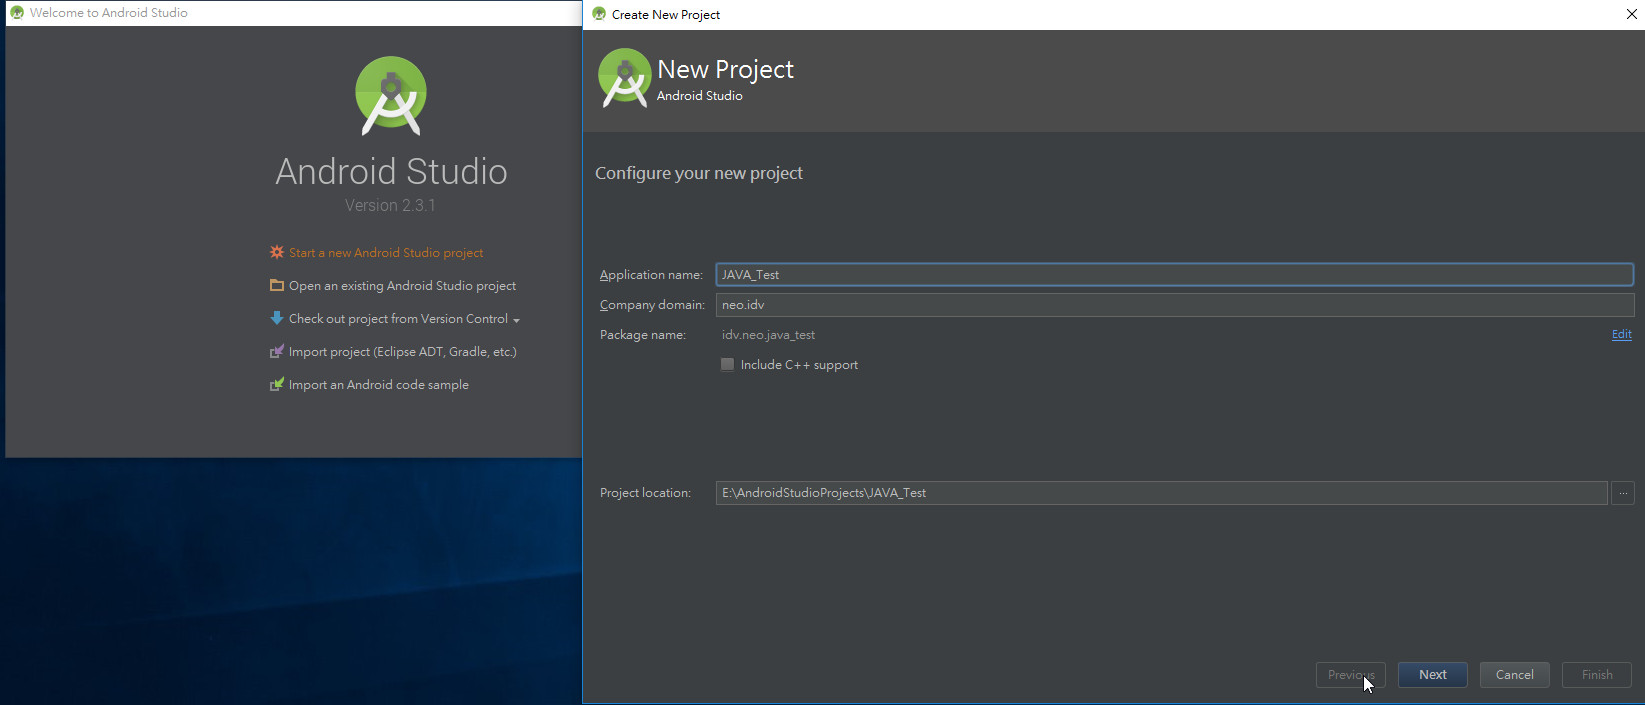 Welcome to Android Studio
Android Studio
Version 2.3.1
Start a new Android Studio project
Open an existing Android Studio project
Check out project from Version Control
Import project (Eclipse ADT, Gradle, etc.)
Import an Android code sample
Create New Project
New Project
Android Studio
Configure your new project
Application name: JAVA_Test
Company domain: neo.idv
Package name: idv.neo.java_test Edit
Include C++ support
Project location: E:\AndroidStudioProjects\JAVA_Test ...
Previous Next Cancel Finish